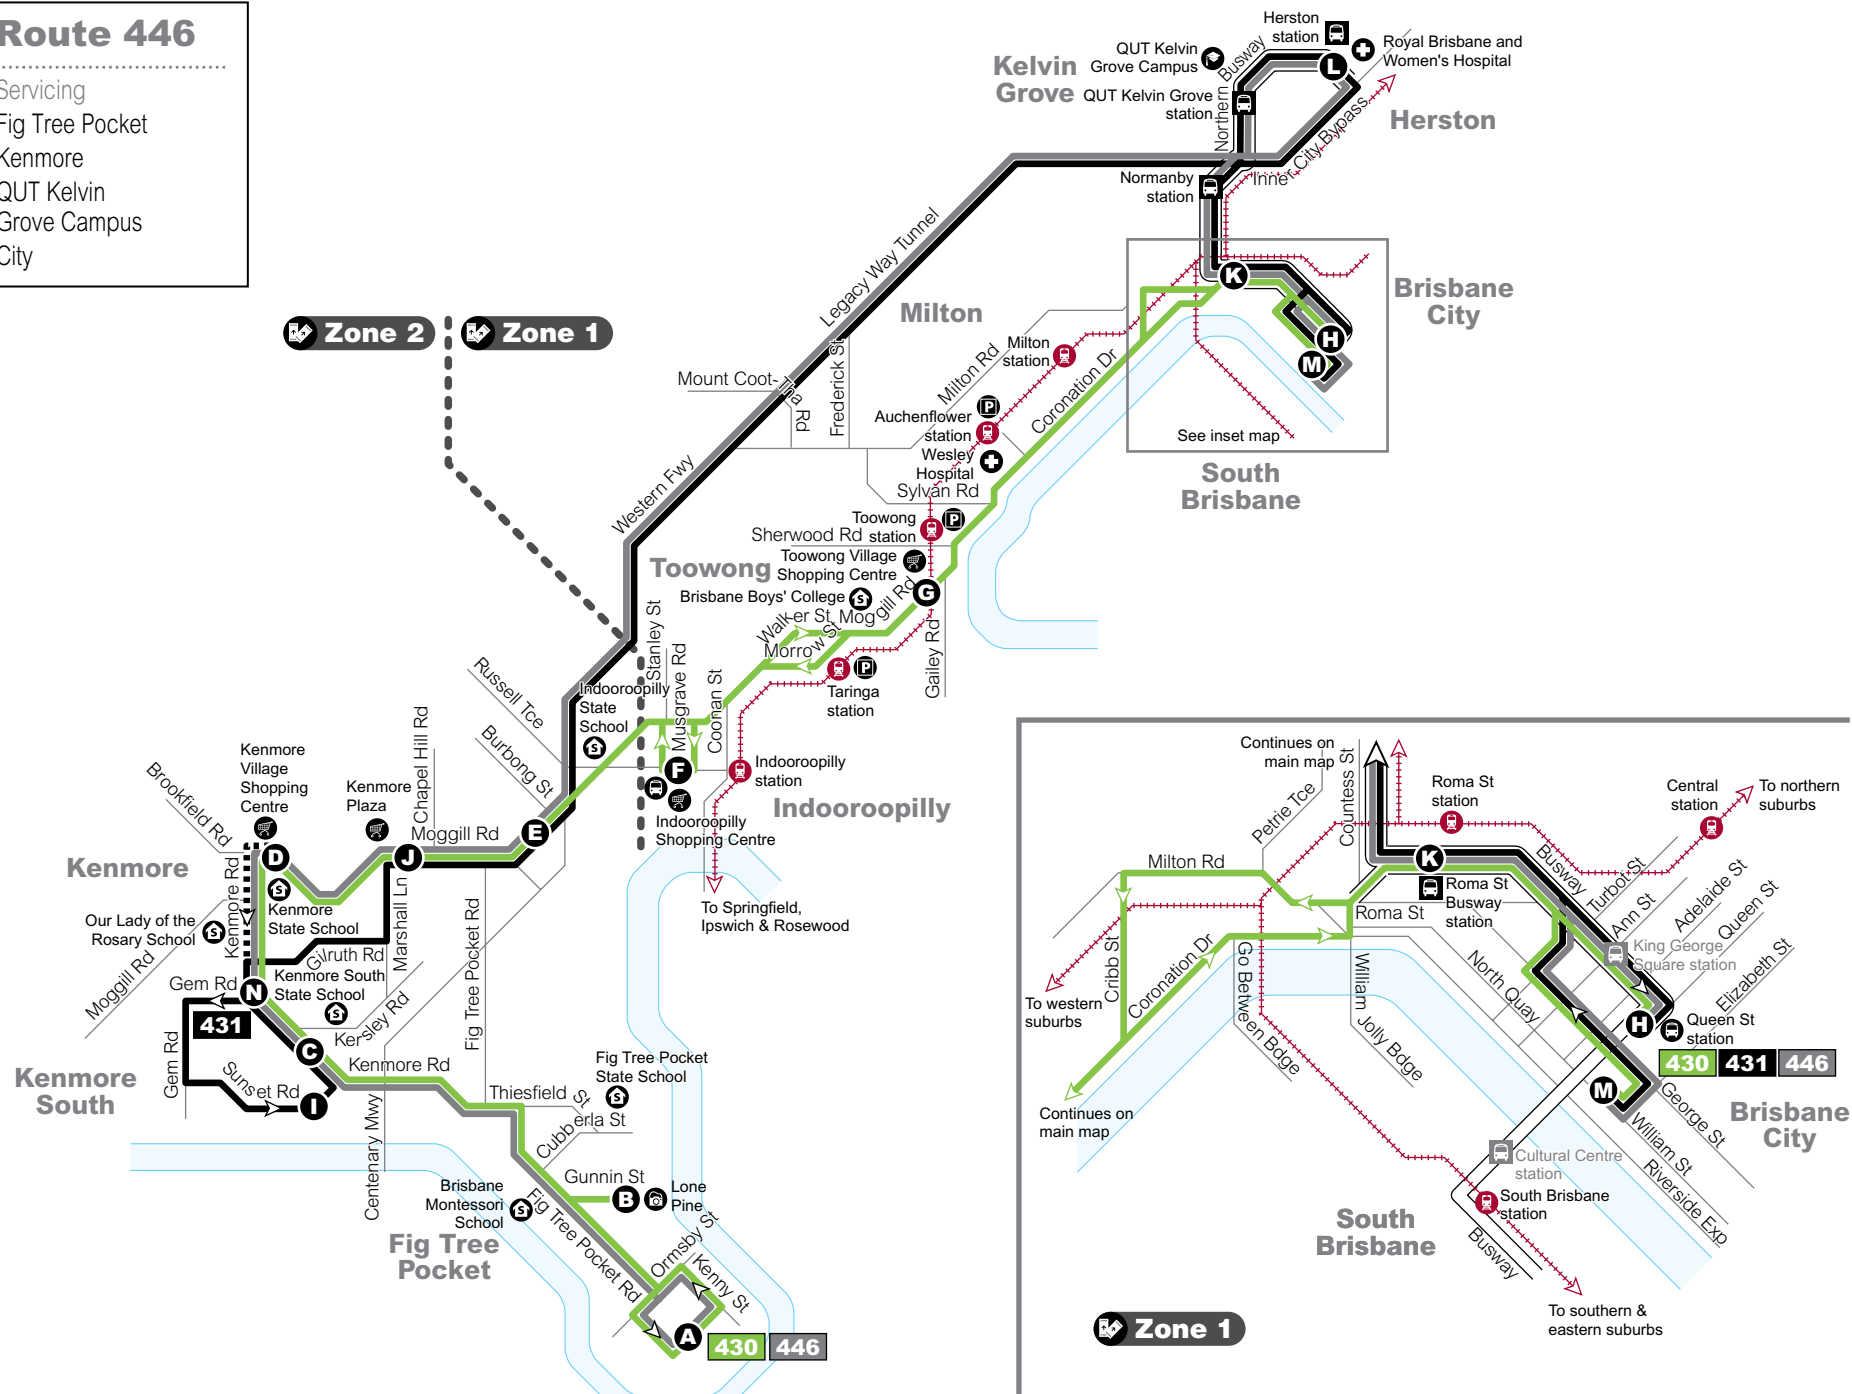 Route 446
Servicing
Fig Tree Pocket
Kenmore
QUT Kelvin
Grove Campus
City
Herston
station
Royal Brisbane and
Women's Hospital
QUT Kelvin
Grove Campus
Kelvin
Grove
QUT Kelvin Grove
station
Northern Busway
L
Herston
Inner City Bypass
Normanby
station
K
Brisbane
City
H
M
See inset map
South
Brisbane
Legacy Way Tunnel
Milton
Zone 2
Zone 1
Milton
station
Milton Rd
Coronation Dr
Mount Coot-Tha Rd
Frederick St
P
Auchenflower
station
Wesley
Hospital
Sylvan Rd
Western Fwy
Toowong
station
P
Sherwood Rd
Toowong Village
Shopping Centre
Toowong
Brisbane Boys' College
G
Walker St
Moggill Rd
Morrow St
Gailey Rd
P
Taringa
station
Stanley St
Musgrave Rd
Coonan St
Indooroopilly
State
School
Russell Tce
Burbong St
F
Indooroopilly
station
Indooroopilly
Indooroopilly
Shopping Centre
To Springfield,
Ipswich & Rosewood
Kenmore
Village
Shopping
Centre
Kenmore
Plaza
Chapel Hill Rd
Brookfield Rd
Moggill Rd
E
J
D
Kenmore
Kenmore Rd
Kenmore
State School
Our Lady of the
Rosary School
Moggill Rd
Marshall Ln
Gilruth Rd
Fig Tree Pocket Rd
Gem Rd
N
Kenmore South
State School
431
Kersley Rd
C
Kenmore Rd
Gem Rd
Sunset Rd
I
Kenmore
South
Centenary Mwy
Fig Tree Pocket
State School
Thiesfield St
Cubberla St
Gunnin St
B
Lone
Pine
Brisbane
Montessori
School
Fig Tree
Pocket
Fig Tree Pocket Rd
Ormsby St
Kenny St
A
430
446
Continues on
main map
Countess St
Petrie Tce
Roma St
station
Central
station
To northern
suburbs
Milton Rd
K
Busway
Turbot St
Ann St
Adelaide St
Queen St
Elizabeth St
Roma St
Busway
station
Roma St
King George
Square station
Cribb St
Coronation Dr
Go Between Bdge
William Jolly Bdge
North Quay
To western
suburbs
H
Queen St
station
430
431
446
M
Continues on
main map
George St
William St
Riverside Exp
Brisbane
City
Cultural Centre
station
South Brisbane
station
South
Brisbane
Busway
To southern &
eastern suburbs
Zone 1